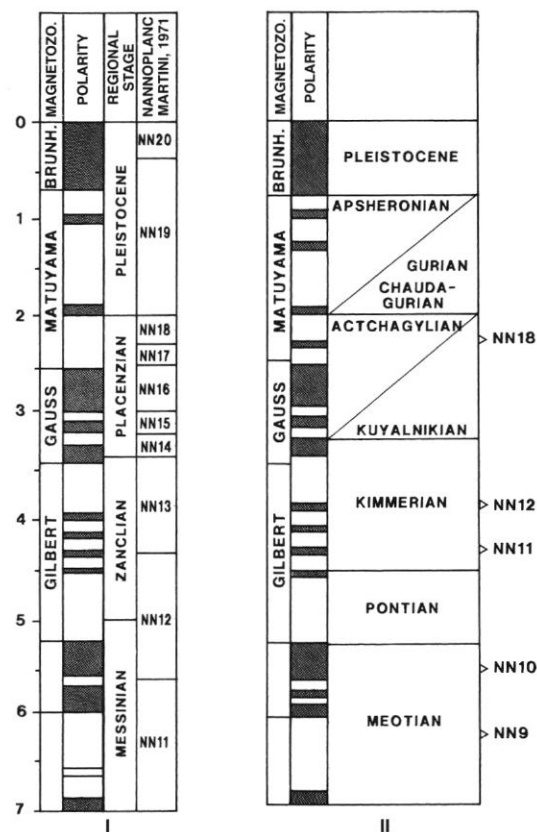 MAGNETOZO.
POLARITY
REGIONAL
STAGE
NANNOPLANC
MARTINI, 1971
0
1
2
3
4
5
6
7
BRUNH.
MATUYAMA
GAUSS
GILBERT
PLEISTOCENE
PLACENZIAN
ZANCLIAN
MESSINIAN
NN20
NN19
NN18
NN17
NN16
NN15
NN14
NN13
NN12
NN11
I
MAGNETOZO.
POLARITY
BRUNH.
MATUYAMA
GAUSS
GILBERT
PLEISTOCENE
APSHERONIAN
GURIAN
CHAUDA-
GURIAN
ACTCHAGYLIAN
KUYALNIKIAN
KIMMERIAN
PONTIAN
MEOTIAN
NN18
NN12
NN11
NN10
NN9
II